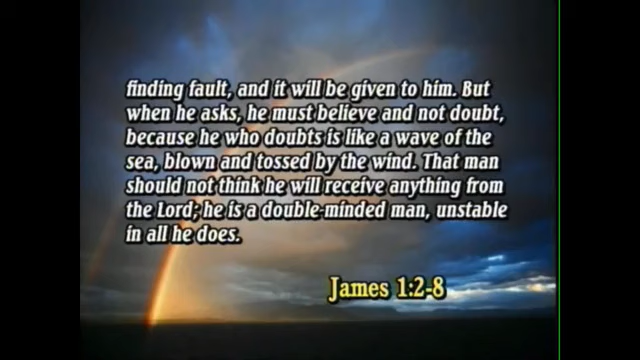 finding fault, and it will be given to him. But
when he asks, he must believe and not doubt,
because he who doubts is like a wave of the
sea, blown and tossed by the wind. That man
should not think he will receive anything from
the Lord; he is a double-minded man, unstable
in all he does.
James 1:2-8